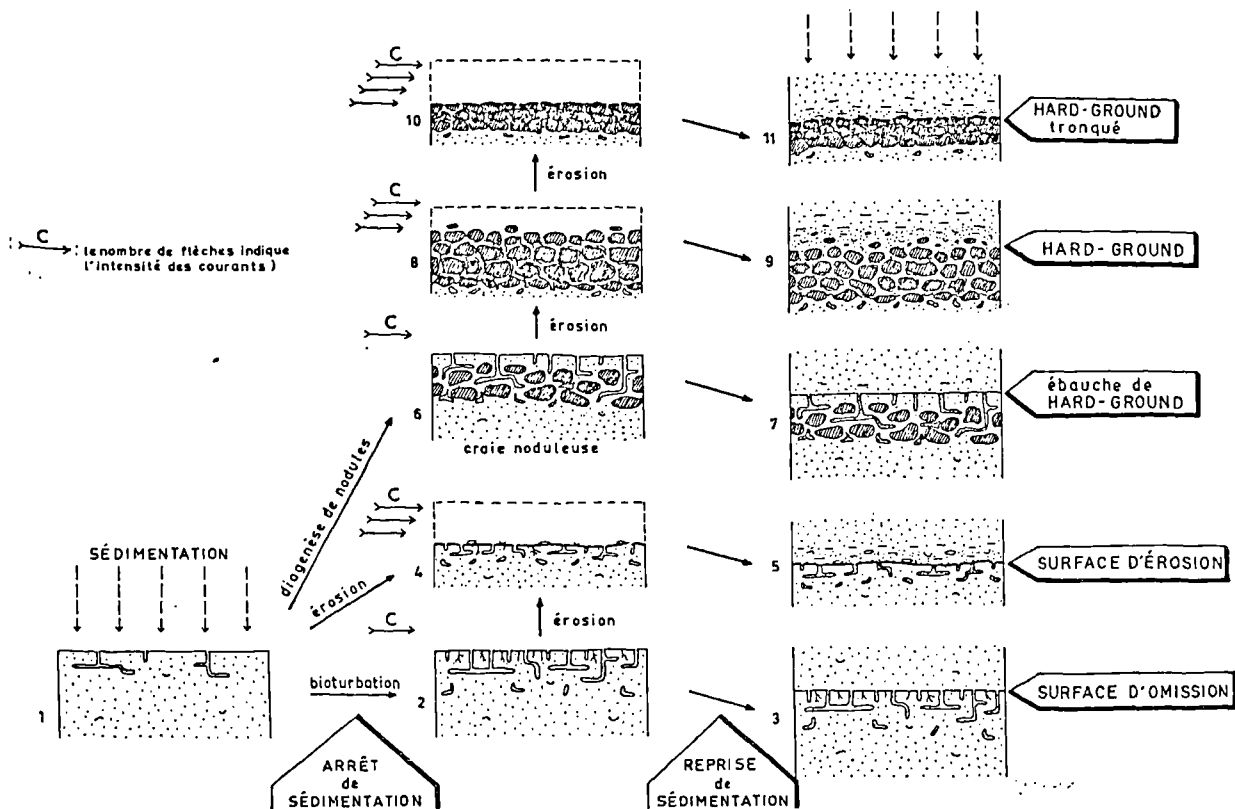 C
10
11
HARD-GROUND
tronqué
érosion
C
C
: le nombre de flèches indique
l'intensité des courants )
8
9
HARD-GROUND
érosion
C
6
7
ébauche de
HARD-GROUND
craie noduleuse
diagenèse de nodules
C
SÉDIMENTATION
4
5
SURFACE D'ÉROSION
érosion
érosion
C
1
bioturbation
2
3
SURFACE D'OMISSION
ARRÊT
de
SÉDIMENTATION
REPRISE
de
SÉDIMENTATION